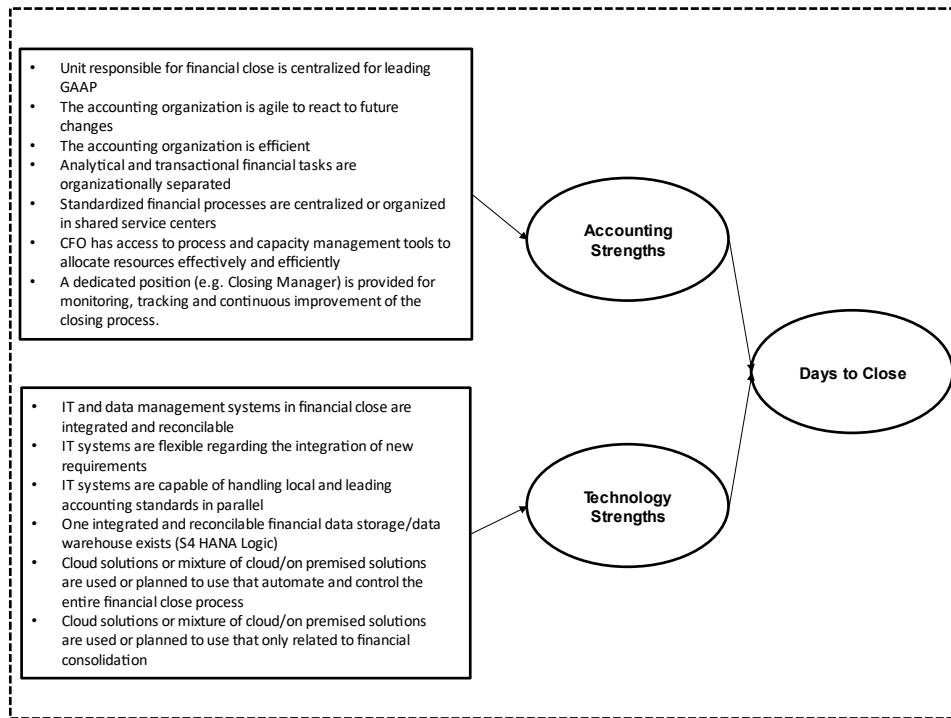 • Unit responsible for financial close is centralized for leading
GAAP
• The accounting organization is agile to react to future
changes
• The accounting organization is efficient
• Analytical and transactional financial tasks are
organizationally separated
• Standardized financial processes are centralized or organized
in shared service centers
• CFO has access to process and capacity management tools to
allocate resources effectively and efficiently
• A dedicated position (e.g. Closing Manager) is provided for
monitoring, tracking and continuous improvement of the
closing process.
Accounting
Strengths
Days to Close
• IT and data management systems in financial close are
integrated and reconcilable
• IT systems are flexible regarding the integration of new
requirements
• IT systems are capable of handling local and leading
accounting standards in parallel
• One integrated and reconcilable financial data storage/data
warehouse exists (S4 HANA Logic)
• Cloud solutions or mixture of cloud/on premised solutions
are used or planned to use that automate and control the
entire financial close process
• Cloud solutions or mixture of cloud/on premised solutions
are used or planned to use that only related to financial
consolidation
Technology
Strengths